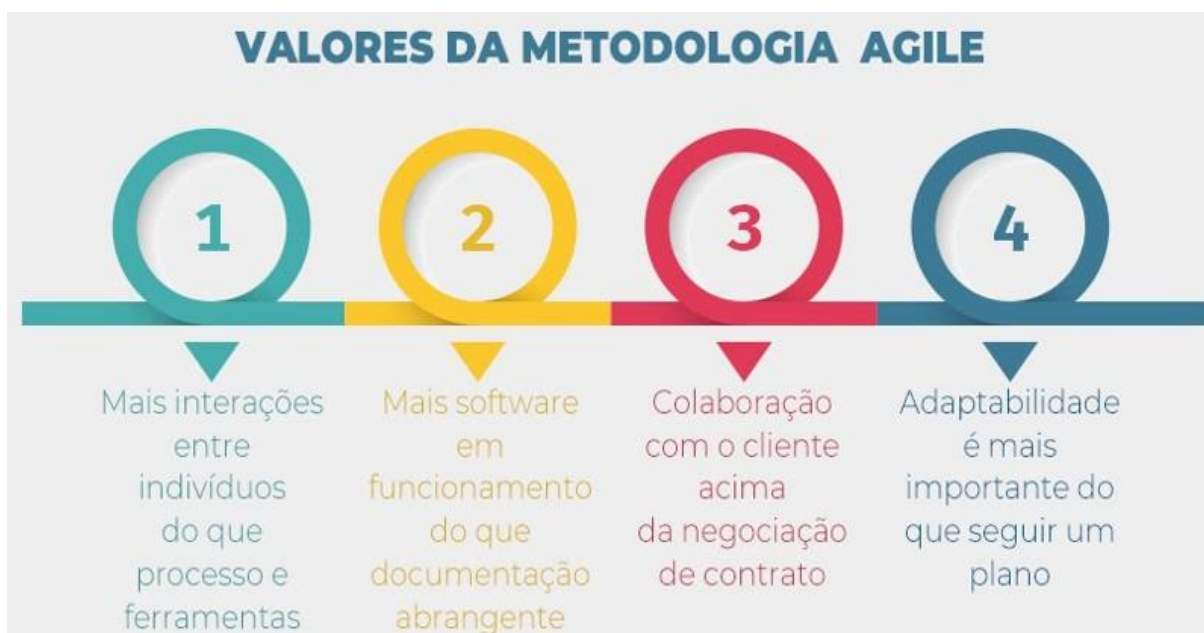 VALORES DA METODOLOGIA AGILE
1
2
3
4
Mais interações
entre
indivíduos
do que
processo e
ferramentas
Mais software
em
funcionamento
do que
documentação
abrangente
Colaboração
com o cliente
acima
da negociação
de contrato
Adaptabilidade
é mais
importante do
que seguir um
plano